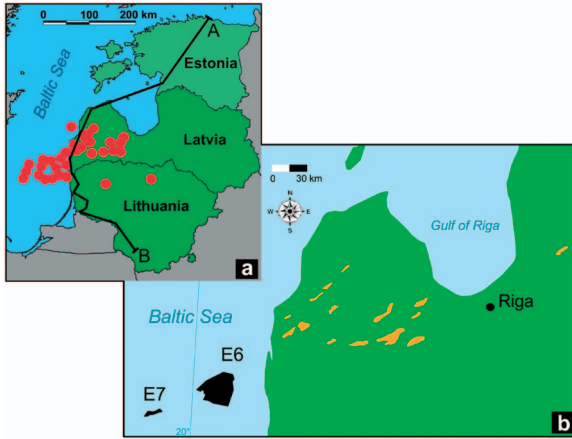 0 100 200 km
A
Estonia
Baltic Sea
Latvia
Lithuania
B
a
0 30 km
N
W E
S
Gulf of Riga
Riga
Baltic Sea
E6
E7
20°
b